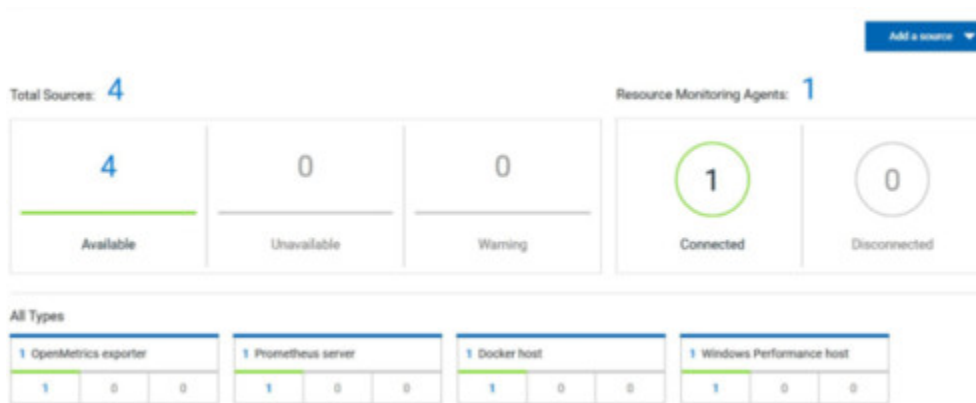 Add a source
Total Sources: 4
Resource Monitoring Agents: 1
4 0 0
Available Unavailable Warning
1 0
Connected Disconnected
All Types
1 OpenMetrics exporter
1 Prometheus server
1 Docker host
1 Windows Performance host
1 0 0
1 0 0
1 0 0
1 0 0